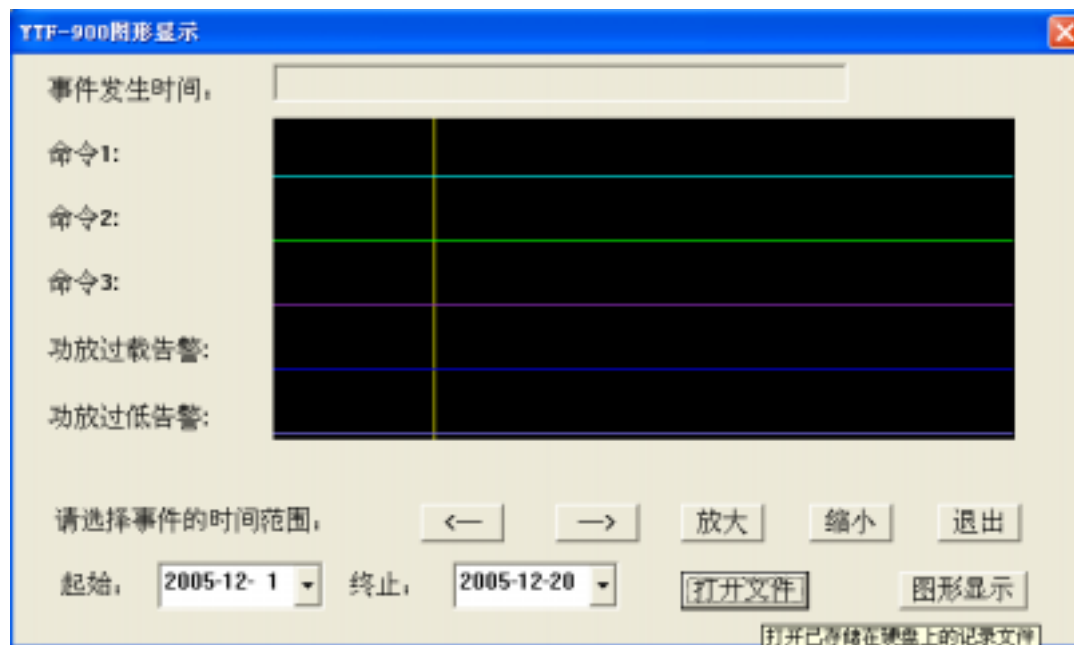 YTF-900图形显示
事件发生时间:
命令1:
命令2:
命令3:
功放过载告警:
功放过低告警:
请选择事件的时间范围: <— —> 放大 缩小 退出
起始: 2005-12- 1 终止: 2005-12-20 打开文件 图形显示
打开已存储在硬盘上的记录文件